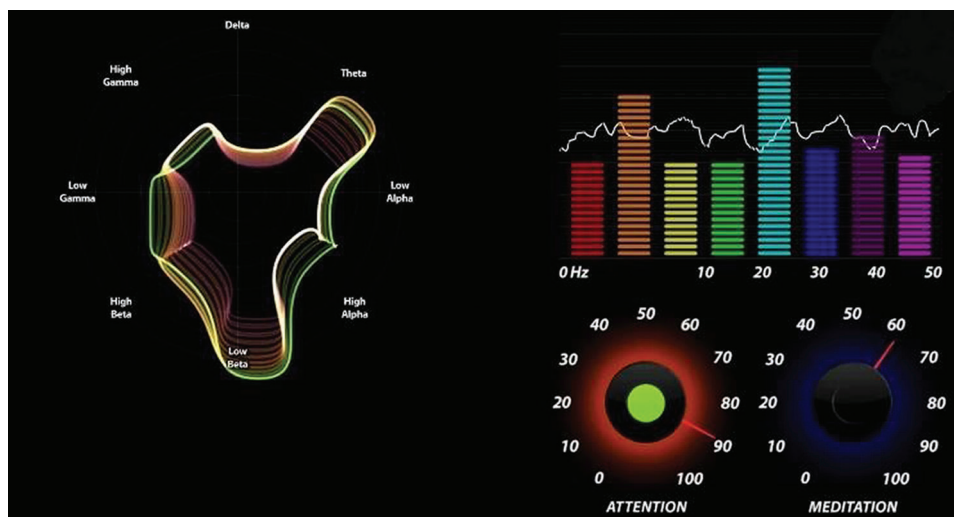 Delta
High
Gamma
Theta
Low
Gamma
Low
Alpha
High
Beta
High
Alpha
Low
Beta
0 Hz 10 20 30 40 50
50
40 60
30 70
20 80
10 90
0 100
ATTENTION
50
40 60
30 70
20 80
10 90
0 100
MEDITATION